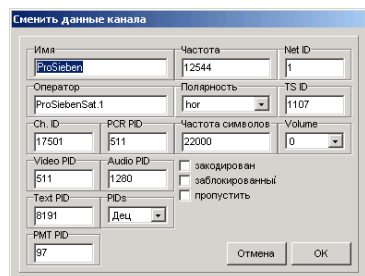 Сменить данные канала
Имя Частота Net ID
ProSieben 12544 1
Оператор Полярность TS ID
ProSiebenSat.1 hor 1107
Ch. ID PCR PID Частота символов Volume
17501 511 22000 0
Video PID Audio PID закодирован
511 1280 заблокированный
Text PID PIDs пропустить
8191 Дец
PMT PID
97 Отмена OK